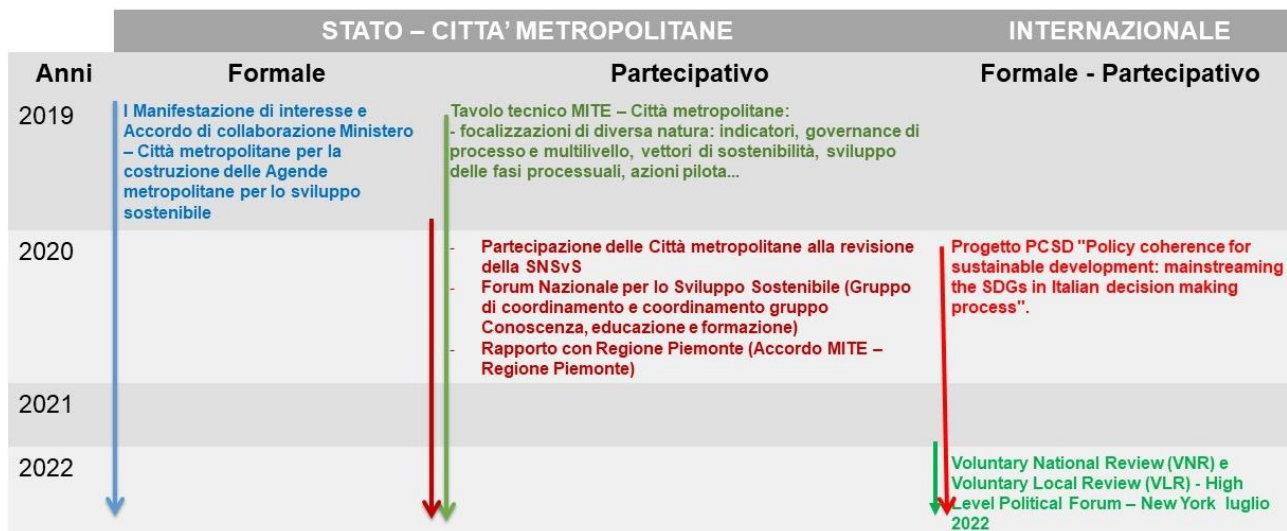 STATO – CITTA’ METROPOLITANE
INTERNAZIONALE
Anni
Formale
Partecipativo
Formale - Partecipativo
2019
I Manifestazione di interesse e
Accordo di collaborazione Ministero
– Città metropolitane per la
costruzione delle Agende
metropolitane per lo sviluppo
sostenibile
Tavolo tecnico MITE – Città metropolitane:
- focalizzazioni di diversa natura: indicatori, governance di
processo e multilivello, vettori di sostenibilità, sviluppo
delle fasi processuali, azioni pilota...
2020
- Partecipazione delle Città metropolitane alla revisione
della SNSvS
- Forum Nazionale per lo Sviluppo Sostenibile (Gruppo
di coordinamento e coordinamento gruppo
Conoscenza, educazione e formazione)
- Rapporto con Regione Piemonte (Accordo MITE –
Regione Piemonte)
Progetto PCSD "Policy coherence for
sustainable development: mainstreaming
the SDGs in Italian decision making
process".
2021
2022
Voluntary National Review (VNR) e
Voluntary Local Review (VLR) - High
Level Political Forum – New York luglio
2022